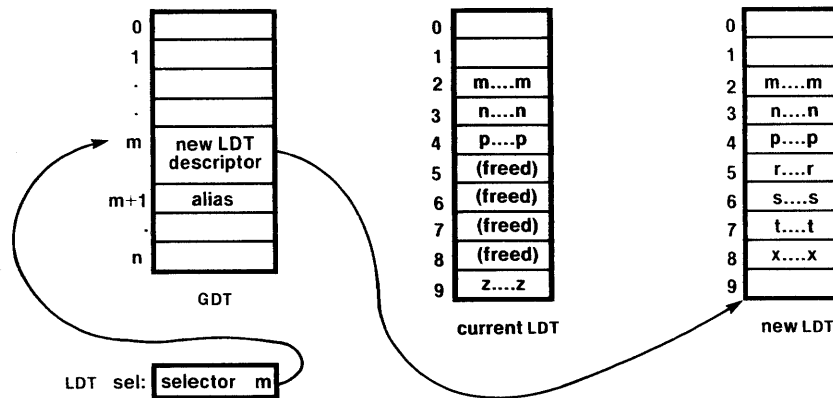 0
1
.
.
m new LDT
descriptor
m+1 alias
.
n
GDT
LDT sel: selector m
0
1
2 m....m
3 n....n
4 p....p
5 (freed)
6 (freed)
7 (freed)
8 (freed)
9 z....z
current LDT
0
1
2 m....m
3 n....n
4 p....p
5 r....r
6 s....s
7 t....t
8 x....x
9
new LDT